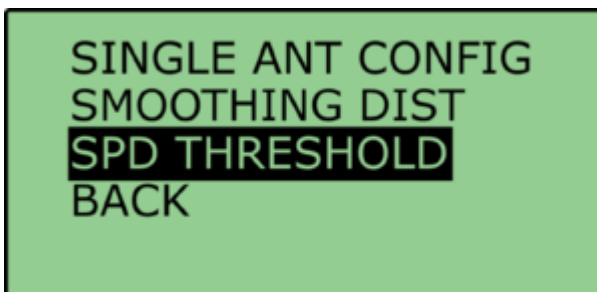 SINGLE ANT CONFIG
SMOOTHING DIST
SPD THRESHOLD
BACK